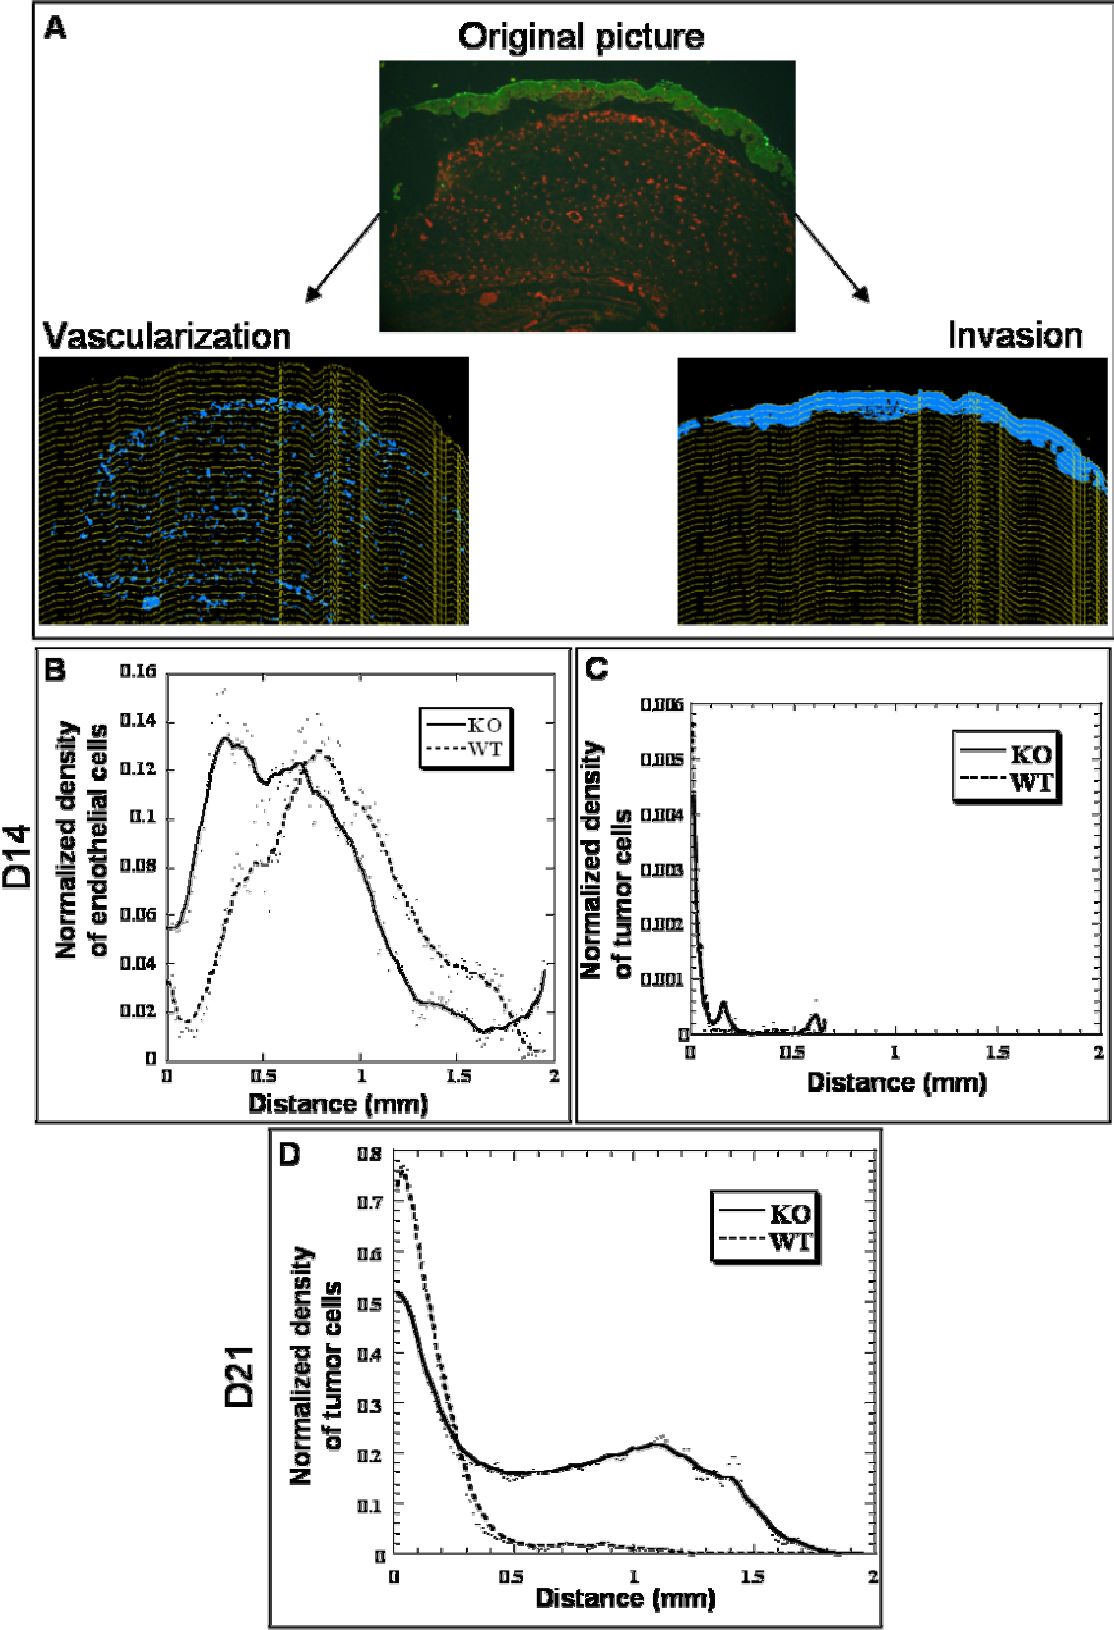 A
Original picture
Vascularization
Invasion
D14
B
Normalized density
of endothelial cells
0.16
0.14
0.12
0.1
0.08
0.06
0.04
0.02
0
0 0.5 1 1.5 2
Distance (mm)
KO
WT
C
Normalized density
of tumor cells
0.006
0.005
0.004
0.003
0.002
0.001
0
0 0.5 1 1.5 2
Distance (mm)
KO
WT
D21
D
Normalized density
of tumor cells
0.8
0.7
0.6
0.5
0.4
0.3
0.2
0.1
0
0 0.5 1 1.5 2
Distance (mm)
KO
WT